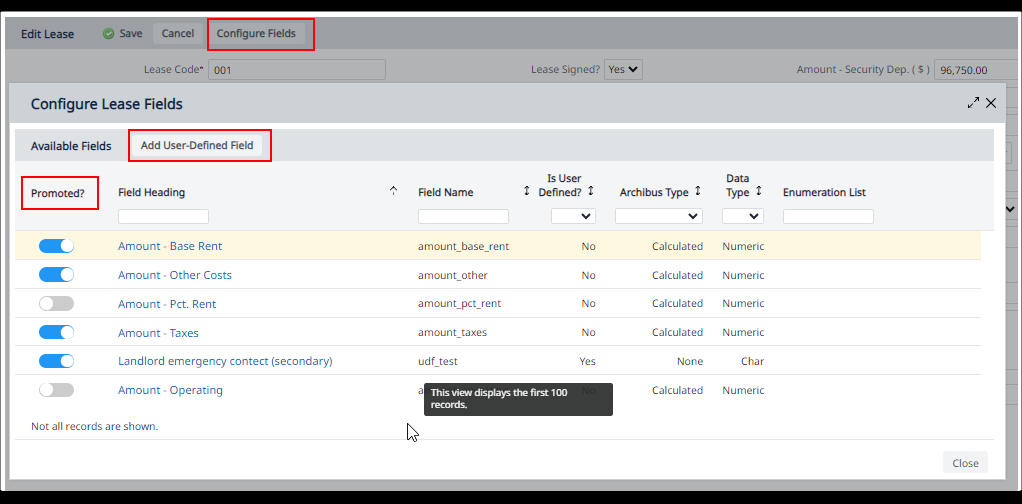 Edit Lease Save Cancel Configure Fields
Lease Code* 001 Lease Signed? Yes Amount - Security Dep. ( $ ) 96,750.00
Configure Lease Fields
Available Fields Add User-Defined Field
Promoted? Field Heading Field Name Is User Defined? Archibus Type Data Type Enumeration List
Amount - Base Rent amount_base_rent No Calculated Numeric
Amount - Other Costs amount_other No Calculated Numeric
Amount - Pct. Rent amount_pct_rent No Calculated Numeric
Amount - Taxes amount_taxes No Calculated Numeric
Landlord emergency contect (secondary) udf_test Yes None Char
Amount - Operating No Calculated Numeric
This view displays the first 100
records.
Not all records are shown.
Close